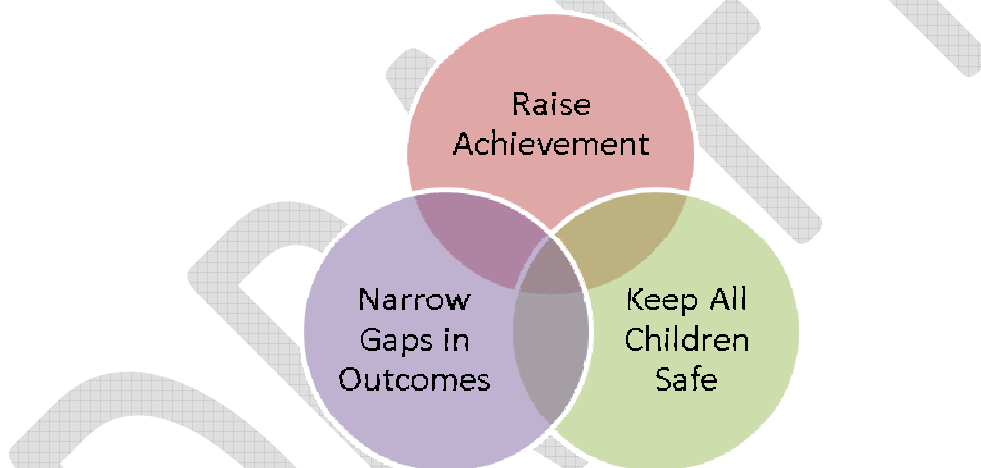 Raise
Achievement
Narrow
Gaps in
Outcomes
Keep All
Children
Safe